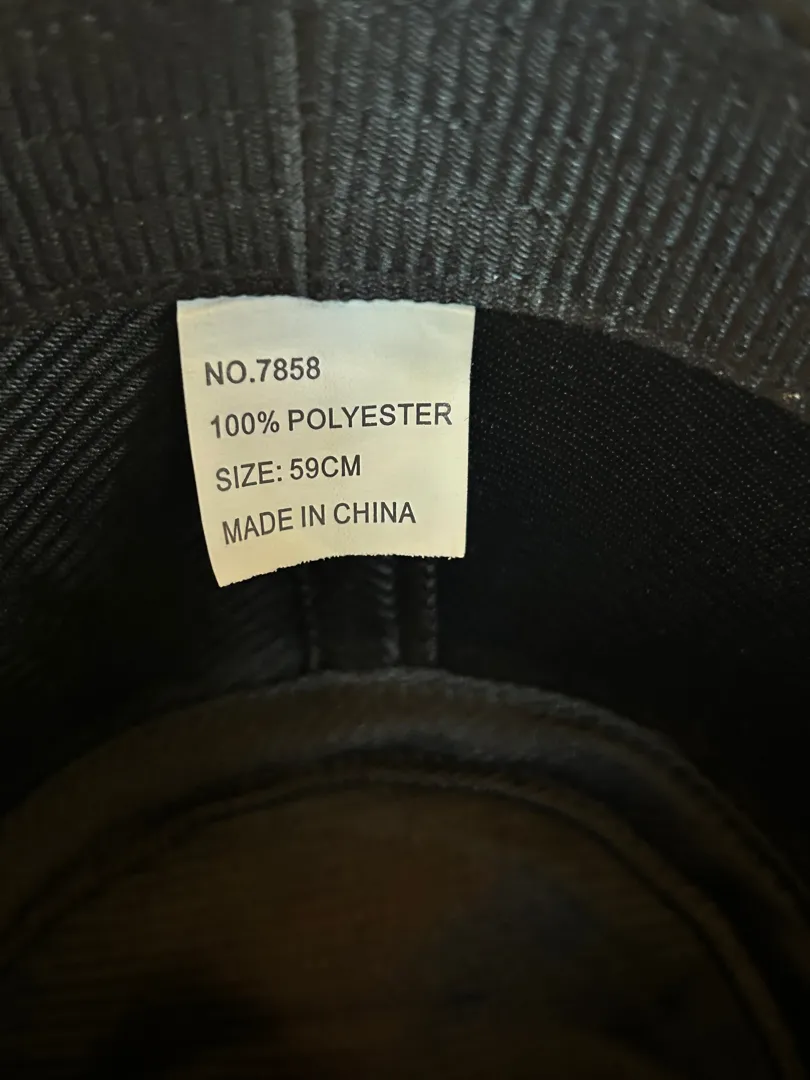 NO.7858
100% POLYESTER
SIZE: 59CM
MADE IN CHINA